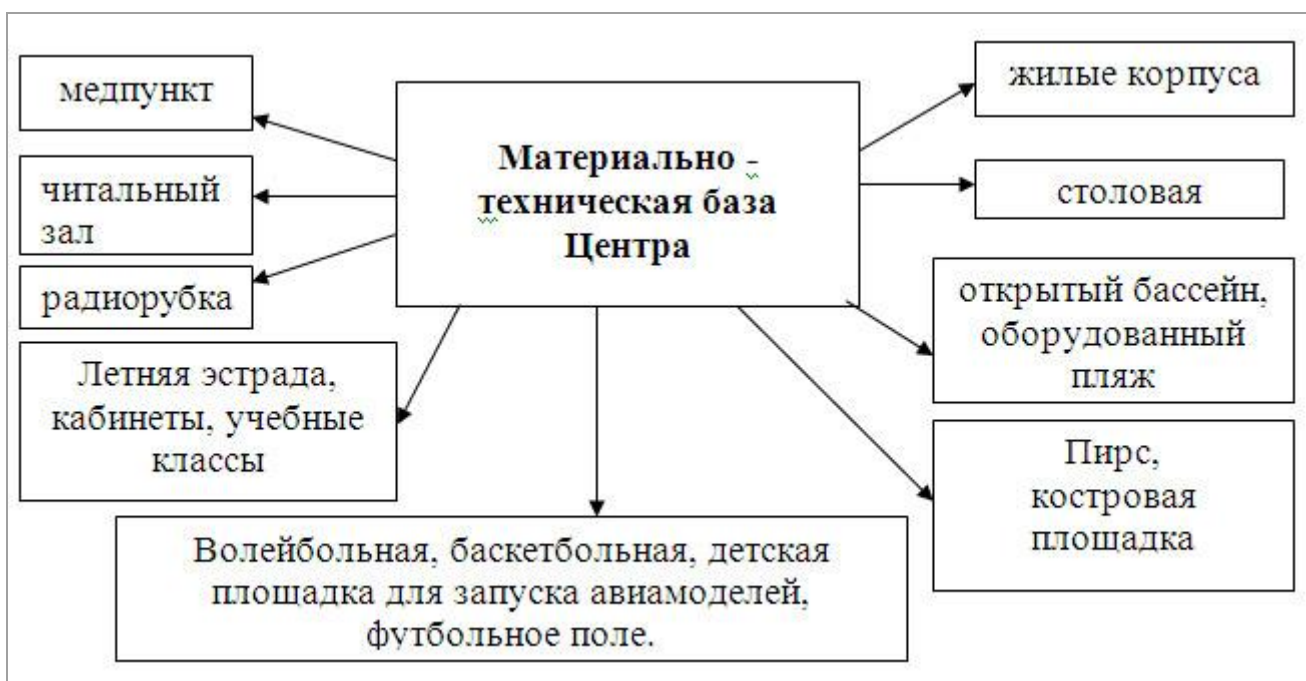 медпункт
читальный
зал
радиорубка
Летняя эстрада,
кабинеты, учебные
классы
Материально -
техническая база
Центра
жилые корпуса
столовая
открытый бассейн,
оборудованный
пляж
Пирс,
костровая
площадка
Волейбольная, баскетбольная, детская
площадка для запуска авиамоделей,
футбольное поле.